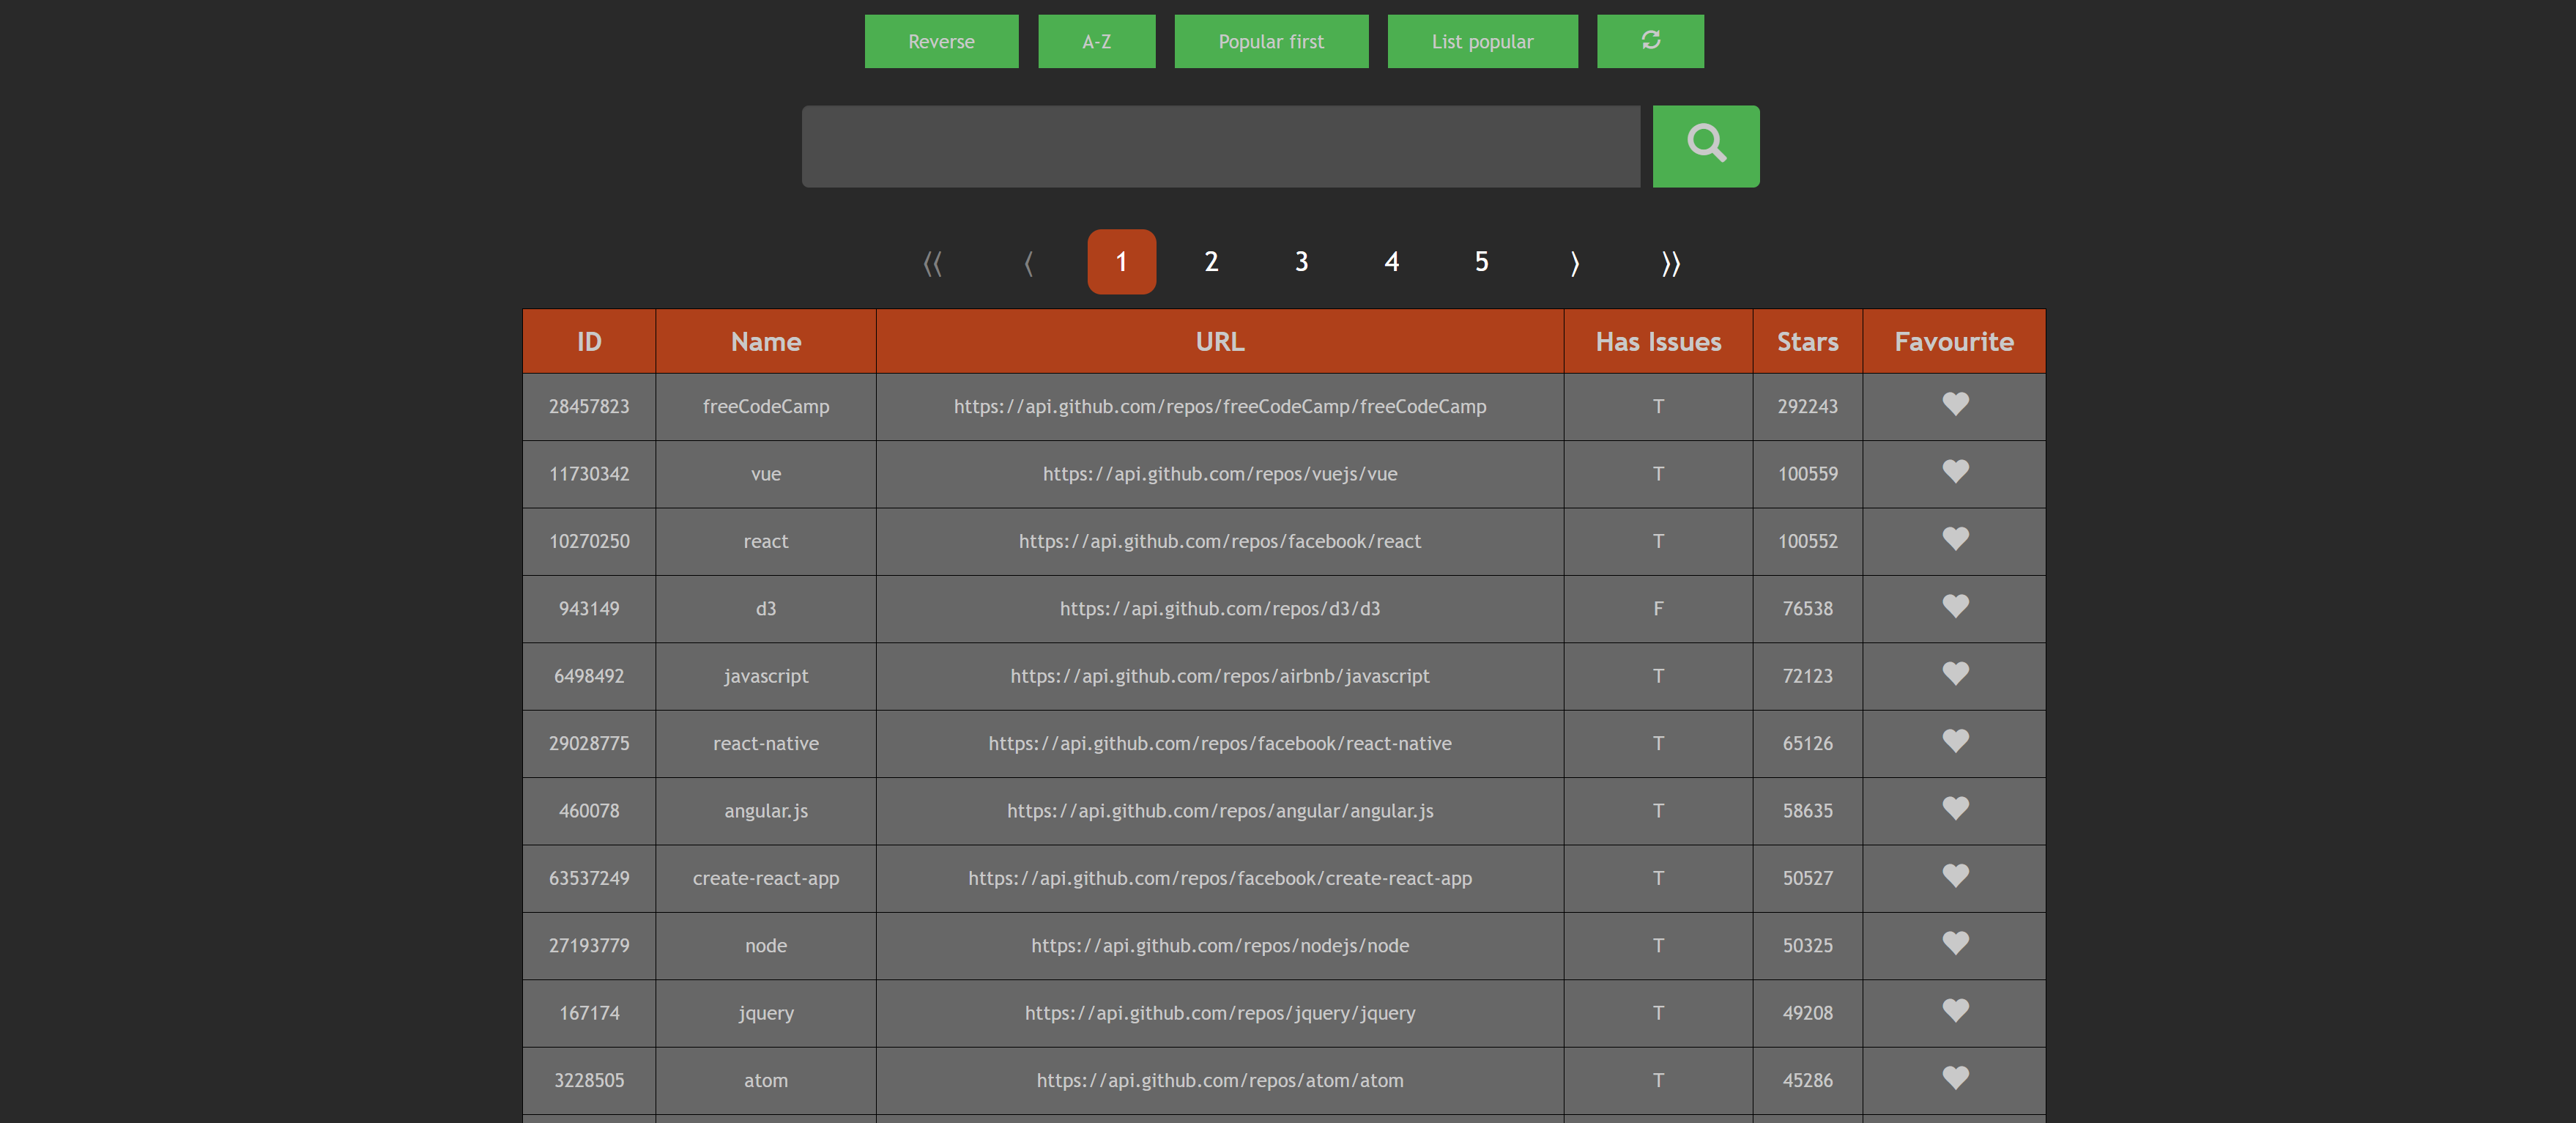 Reverse A-Z Popular first List popular
⟨⟨ ⟨ 1 2 3 4 5 ⟩ ⟩⟩
ID Name URL Has Issues Stars Favourite
28457823 freeCodeCamp https://api.github.com/repos/freeCodeCamp/freeCodeCamp T 292243
11730342 vue https://api.github.com/repos/vuejs/vue T 100559
10270250 react https://api.github.com/repos/facebook/react T 100552
943149 d3 https://api.github.com/repos/d3/d3 F 76538
6498492 javascript https://api.github.com/repos/airbnb/javascript T 72123
29028775 react-native https://api.github.com/repos/facebook/react-native T 65126
460078 angular.js https://api.github.com/repos/angular/angular.js T 58635
63537249 create-react-app https://api.github.com/repos/facebook/create-react-app T 50527
27193779 node https://api.github.com/repos/nodejs/node T 50325
167174 jquery https://api.github.com/repos/jquery/jquery T 49208
3228505 atom https://api.github.com/repos/atom/atom T 45286